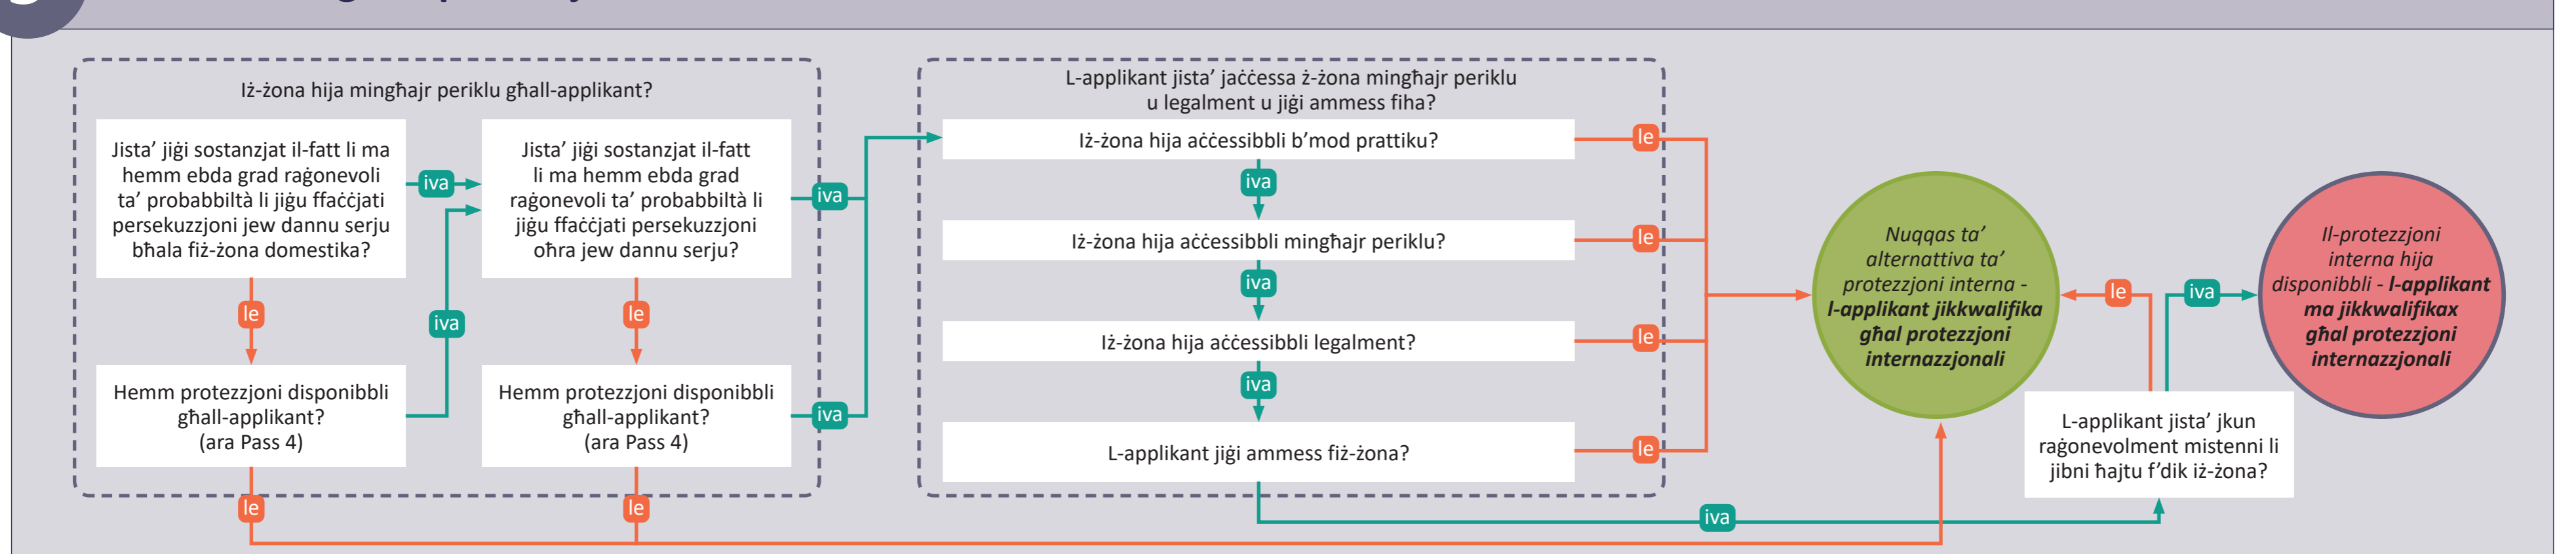 Iż-żona hija mingħajr periklu għall-applikant?
Jista' jiġi sostanzjat il-fatt li ma
hemm ebda grad raġonevoli
ta' probabbiltà li jiġu ffaċċjati
persekuzzjoni jew dannu serju
bħala fiż-żona domestika?
iva
le
Hemm protezzjoni disponibbli
għall-applikant?
(ara Pass 4)
iva
le
Jista' jiġi sostanzjat il-fatt
li ma hemm ebda grad
raġonevoli ta' probabbiltà li
jiġu ffaċċjati persekuzzjoni
oħra jew dannu serju?
iva
le
Hemm protezzjoni disponibbli
għall-applikant?
(ara Pass 4)
iva
le
L-applikant jista' jaċċessa ż-żona mingħajr periklu
u legalment u jiġi ammess fiha?
Iż-żona hija aċċessibbli b'mod prattiku?
le
iva
Iż-żona hija aċċessibbli mingħajr periklu?
le
iva
Iż-żona hija aċċessibbli legalment?
le
iva
L-applikant jiġi ammess fiż-żona?
le
iva
Nuqqas ta'
alternattiva ta'
protezzjoni interna -
l-applikant jikkwalifika
għal protezzjoni
internazzjonali
le
iva
L-applikant jista' jkun
raġonevolment mistenni li
jibni ħajtu f'dik iż-żona?
Il-protezzjoni
interna hija
disponibbli - l-applikant
ma jikkwalifikax
għal protezzjoni
internazzjonali